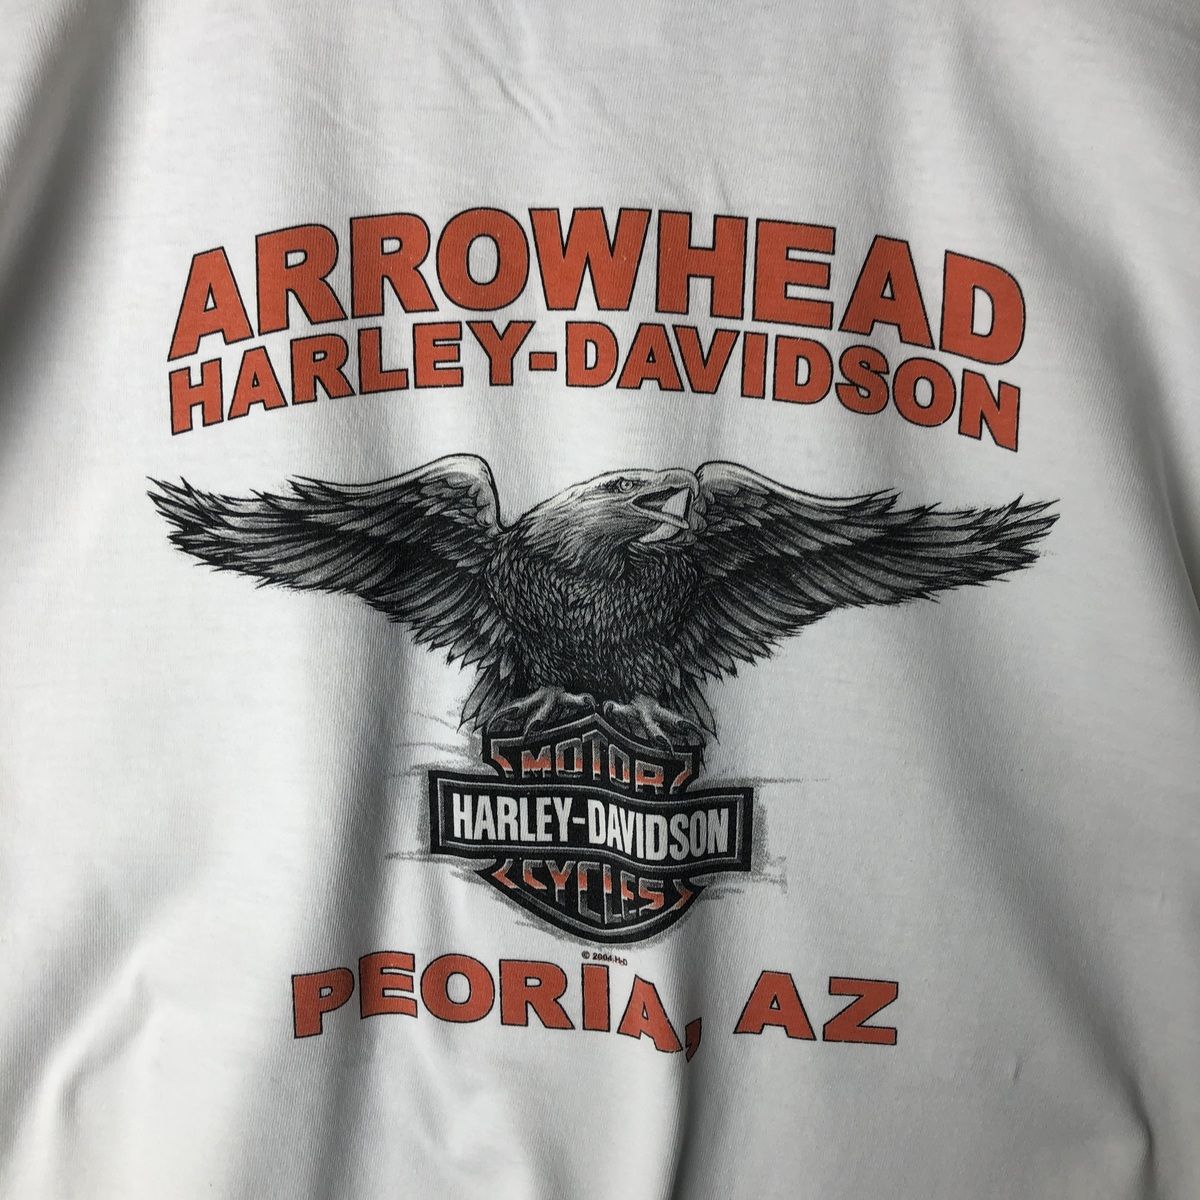 ARROWHEAD
HARLEY-DAVIDSON
MOTOR
HARLEY-DAVIDSON
CYCLES
© 2004 H-D
PEORIA, AZ